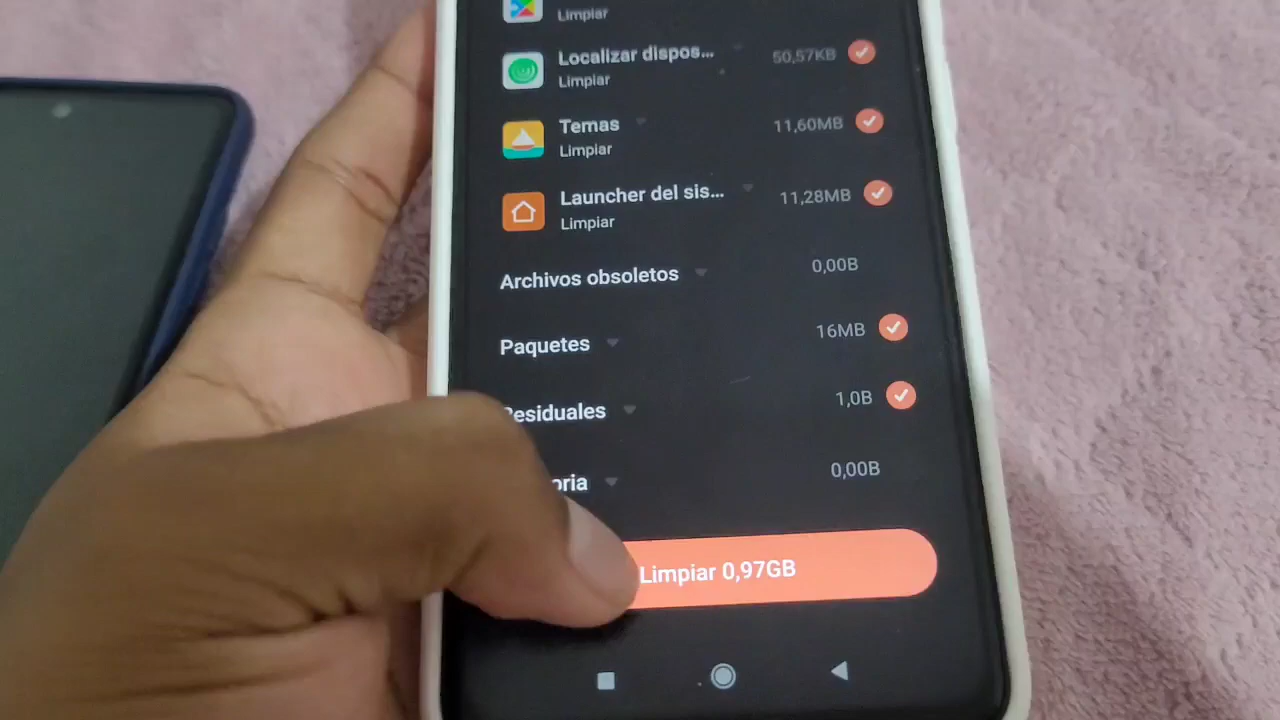 Limpiar
Localizar dispos... 50,57KB
Limpiar
Temas 11,60MB
Limpiar
Launcher del sis... 11,28MB
Limpiar
Archivos obsoletos 0,00B
Paquetes 16MB
Residuales 1,0B
oria 0,00B
Limpiar 0,97GB